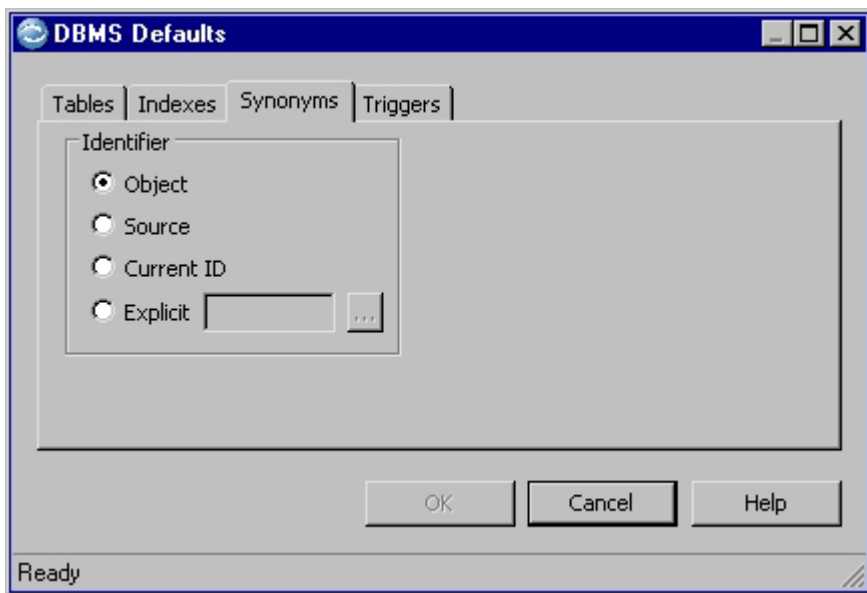 DBMS Defaults
Tables Indexes Synonyms Triggers
Identifier
Object
Source
Current ID
Explicit ...
OK Cancel Help
Ready